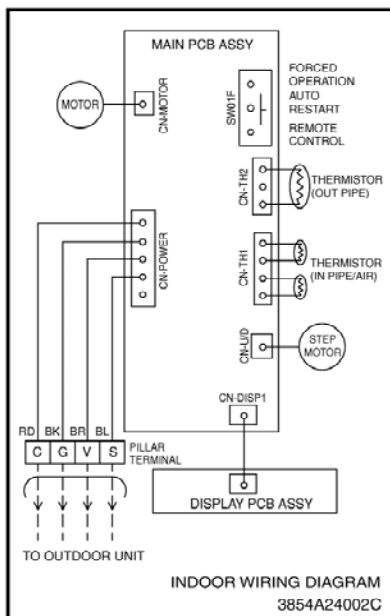 MAIN PCB ASSY
FORCED
OPERATION
AUTO
RESTART
REMOTE
CONTROL
SW01F
MOTOR
CN-MOTOR
CN-TH2
THERMISTOR
(OUT PIPE)
CN-POWER
CN-TH1
THERMISTOR
(IN PIPE/AIR)
CN-U/D
STEP
MOTOR
CN-DISP1
RD BK BR BL
C G V S
PILLAR
TERMINAL
DISPLAY PCB ASSY
TO OUTDOOR UNIT
INDOOR WIRING DIAGRAM
3854A24002C